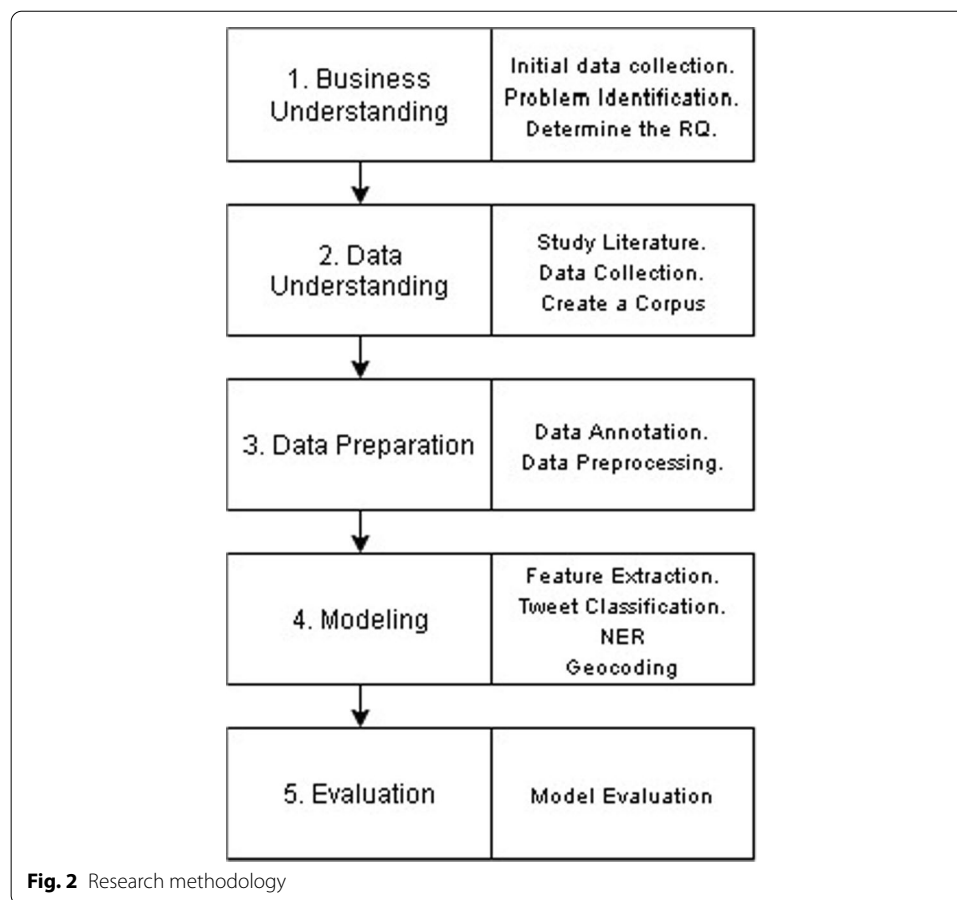 1. Business
Understanding
Initial data collection.
Problem Identification.
Determine the RQ.
2. Data
Understanding
Study Literature.
Data Collection.
Create a Corpus
3. Data Preparation
Data Annotation.
Data Preprocessing.
4. Modeling
Feature Extraction.
Tweet Classification.
NER
Geocoding
5. Evaluation
Model Evaluation
Fig. 2 Research methodology